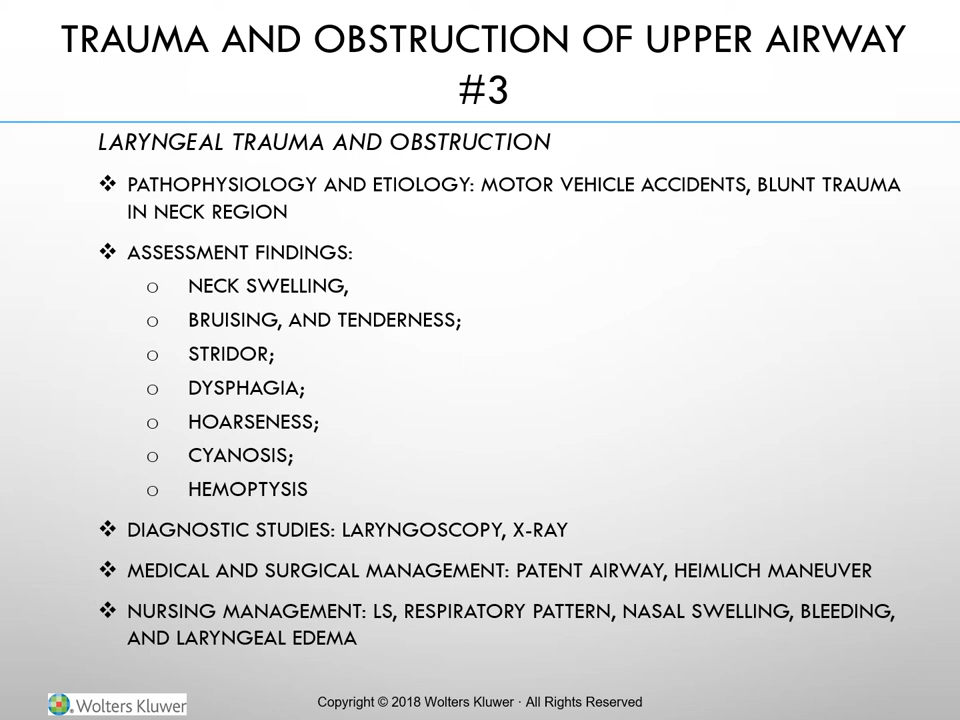 TRAUMA AND OBSTRUCTION OF UPPER AIRWAY
#3
LARYNGEAL TRAUMA AND OBSTRUCTION
❖ PATHOPHYSIOLOGY AND ETIOLOGY: MOTOR VEHICLE ACCIDENTS, BLUNT TRAUMA
IN NECK REGION
❖ ASSESSMENT FINDINGS:
o NECK SWELLING,
o BRUISING, AND TENDERNESS;
o STRIDOR;
o DYSPHAGIA;
o HOARSENESS;
o CYANOSIS;
o HEMOPTYSIS
❖ DIAGNOSTIC STUDIES: LARYNGOSCOPY, X-RAY
❖ MEDICAL AND SURGICAL MANAGEMENT: PATENT AIRWAY, HEIMLICH MANEUVER
❖ NURSING MANAGEMENT: LS, RESPIRATORY PATTERN, NASAL SWELLING, BLEEDING,
AND LARYNGEAL EDEMA
Wolters Kluwer
Copyright © 2018 Wolters Kluwer · All Rights Reserved